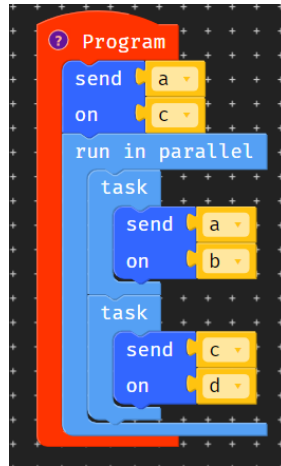 ? Program
send a
on c
run in parallel
task
send a
on b
task
send c
on d